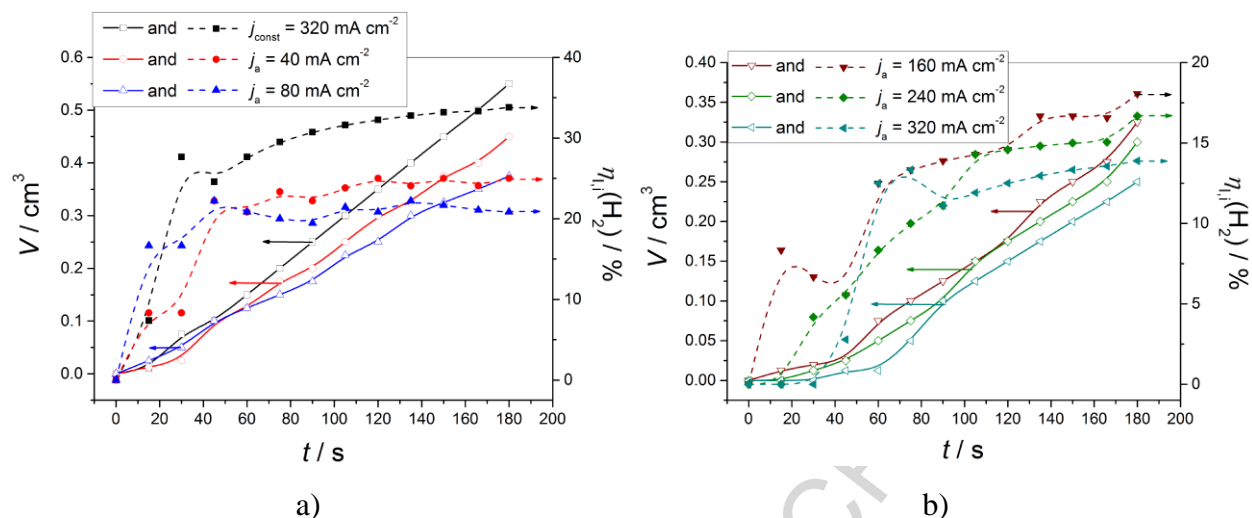 and j_const = 320 mA cm⁻²
and j_a = 40 mA cm⁻²
and j_a = 80 mA cm⁻²
0.6
0.5
0.4
0.3
0.2
0.1
0.0
V / cm³
40
30
20
10
0
η_I,i(H₂) / %
0 20 40 60 80 100 120 140 160 180 200
t / s
a)
and j_a = 160 mA cm⁻²
and j_a = 240 mA cm⁻²
and j_a = 320 mA cm⁻²
0.40
0.35
0.30
0.25
0.20
0.15
0.10
0.05
0.00
V / cm³
20
15
10
5
0
η_I,i(H₂) / %
0 20 40 60 80 100 120 140 160 180 200
t / s
b)